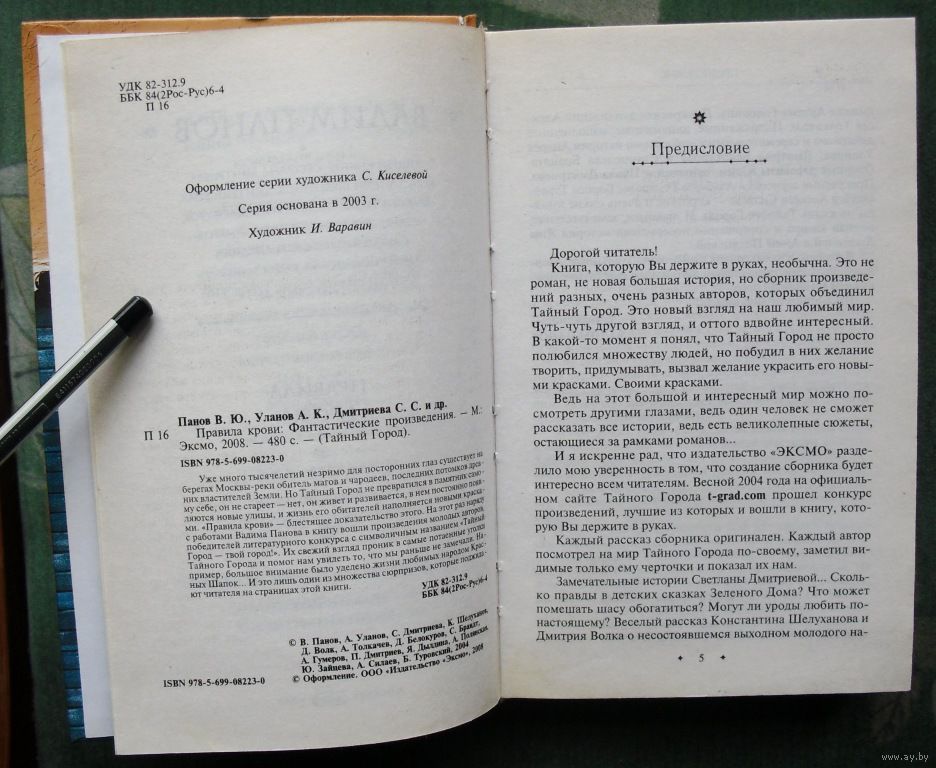 УДК 82-312.9
ББК 84(2Рос-Рус)6-4
П 16
Оформление серии художника С. Киселевой
Серия основана в 2003 г.
Художник И. Варавин
Панов В. Ю., Уланов А. К., Дмитриева С. С. и др.
П 16 Правила крови: Фантастические произведения. — М.:
Эксмо, 2008. — 480 с. — (Тайный Город).
ISBN 978-5-699-08223-0
Уже много тысячелетий незримо для посторонних глаз существует на
берегах Москвы-реки обитель магов и чародеев, последних потомков древ-
них властителей Земли. Но Тайный Город не превратился в памятник само-
му себе, он не стареет — нет, он живет и развивается, в нем постоянно появ-
ляются новые улицы, и жизнь его обитателей наполняется новыми краска-
ми. «Правила крови» — блестящее доказательство этого. На этот раз наряду
с работами Вадима Панова в книгу вошли произведения молодых авторов,
победителей литературного конкурса с символичным названием «Тайный
Город — твой город!». Их свежий взгляд проник в самые потаенные уголки
Тайного Города и помог нам увидеть то, что мы раньше не замечали. На-
пример, большое внимание было уделено жизни любимых народом Крас-
ных Шапок... И это лишь один из множества сюрпризов, которые поджида-
ют читателя на страницах этой книги.
УДК 82-312.9
ББК 84(2Рос-Рус)6-4
© В. Панов, А. Уланов, С. Дмитриева, К. Шелуханов,
Д. Волк, А. Толкачев, Д. Белокуров, С. Брандт,
А. Гумеров, П. Дмитриев, Я. Дыллина, А. Полянская,
Ю. Зайцева, А. Силаев, Б. Туровский, 2004
ISBN 978-5-699-08223-0
© Оформление. ООО «Издательство «Эксмо», 2008
Предисловие
Дорогой читатель!
Книга, которую Вы держите в руках, необычна. Это не
роман, не новая большая история, но сборник произведе-
ний разных, очень разных авторов, которых объединил
Тайный Город. Это новый взгляд на наш любимый мир.
Чуть-чуть другой взгляд, и оттого вдвойне интересный.
В какой-то момент я понял, что Тайный Город не просто
полюбился множеству людей, но побудил в них желание
творить, придумывать, вызвал желание украсить его новы-
ми красками. Своими красками.
Ведь на этот большой и интересный мир можно по-
смотреть другими глазами, ведь один человек не сможет
рассказать все истории, ведь есть великолепные сюжеты,
остающиеся за рамками романов...
И я искренне рад, что издательство «ЭКСМО» разде-
лило мою уверенность в том, что создание сборника будет
интересно всем читателям. Весной 2004 года на официаль-
ном сайте Тайного Города t-grad.com прошел конкурс
произведений, лучшие из которых и вошли в книгу, кото-
рую Вы держите в руках.
Каждый рассказ сборника оригинален. Каждый автор
посмотрел на мир Тайного Города по-своему, заметил ви-
димые только ему черточки и показал их нам.
Замечательные истории Светланы Дмитриевой... Сколь-
ко правды в детских сказках Зеленого Дома? Что может
помешать шасу обогатиться? Могут ли уроды любить по-
настоящему? Веселый рассказ Константина Шелуханова и
Дмитрия Волка о несостоявшемся выходном молодого на-
5
www.ay.by